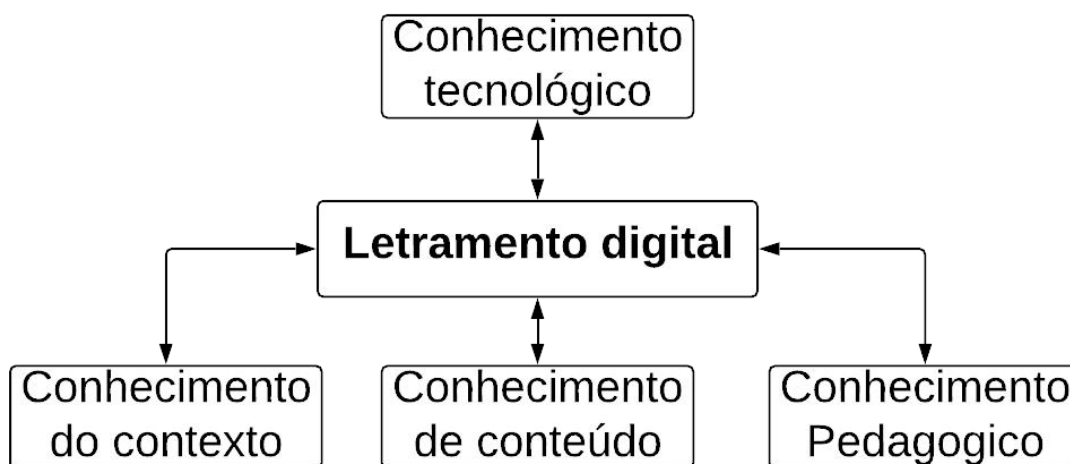 Conhecimento
tecnológico
Letramento digital
Conhecimento
do contexto
Conhecimento
de conteúdo
Conhecimento
Pedagogico